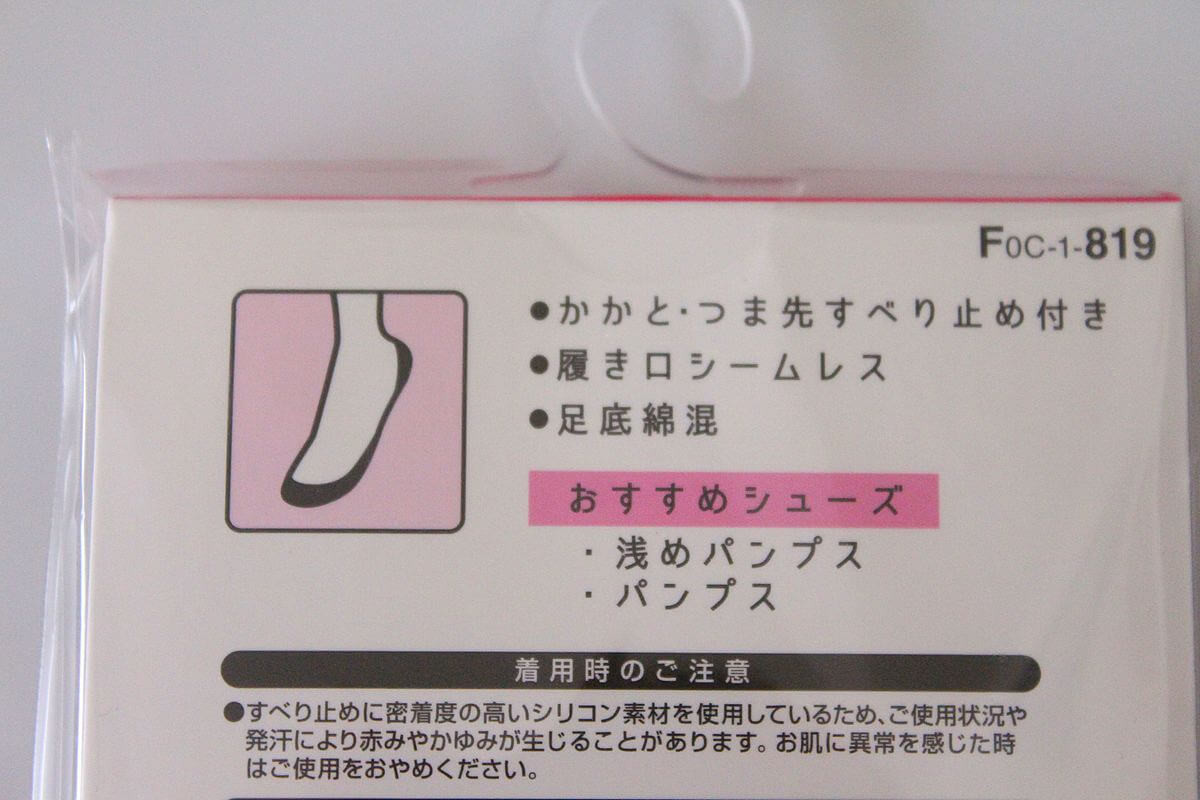 F0C-1-819
●かかと・つま先すべり止め付き
●履き口シームレス
●足底綿混
おすすめシューズ
・浅めパンプス
・パンプス
着用時のご注意
●すべり止めに密着度の高いシリコン素材を使用しているため、ご使用状況や
発汗により赤みやかゆみが生じることがあります。お肌に異常を感じた時
はご使用をおやめください。